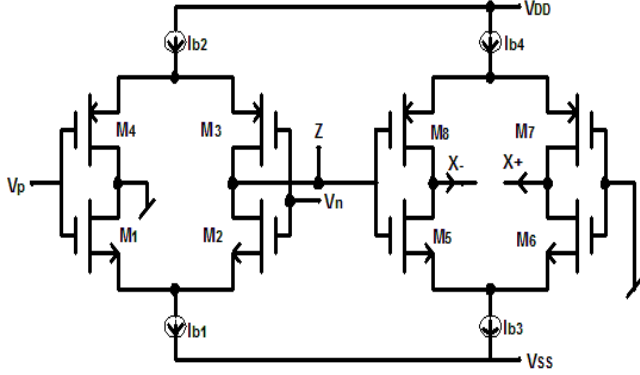 VDD
Ib2 Ib4
M4 M3 Z M8 M7
X- X+
Vp Vn
M1 M2 M5 M6
Ib1 Ib3
VSS